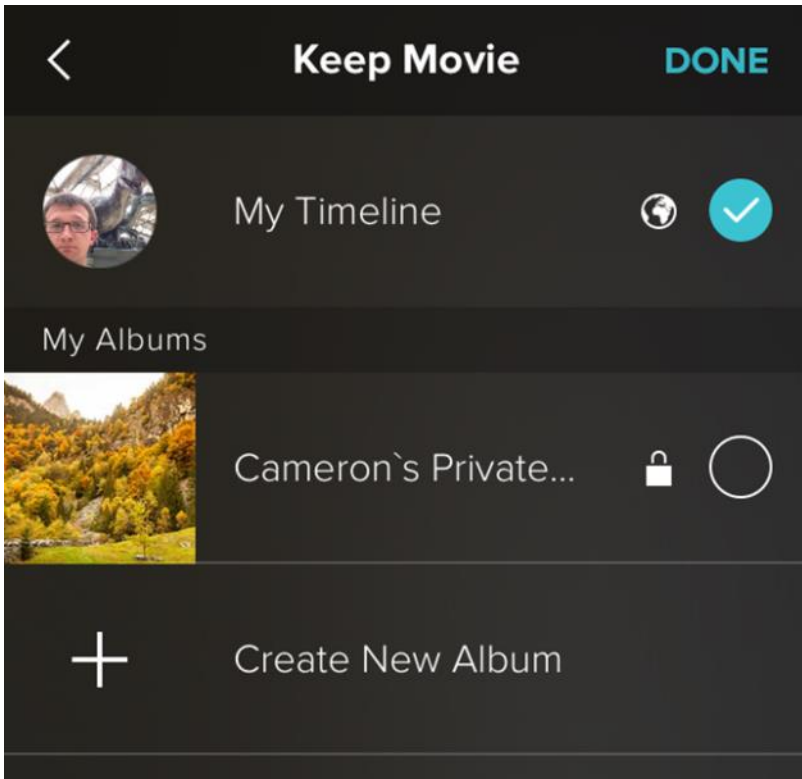 Keep Movie
DONE
My Timeline
My Albums
Cameron`s Private...
Create New Album